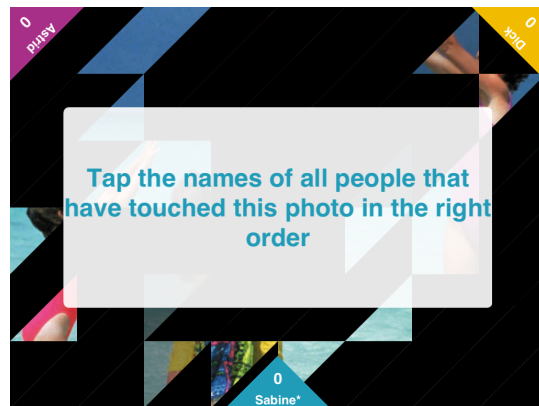 0
Astrid
0
Dick
Tap the names of all people that
have touched this photo in the right
order
0
Sabine*